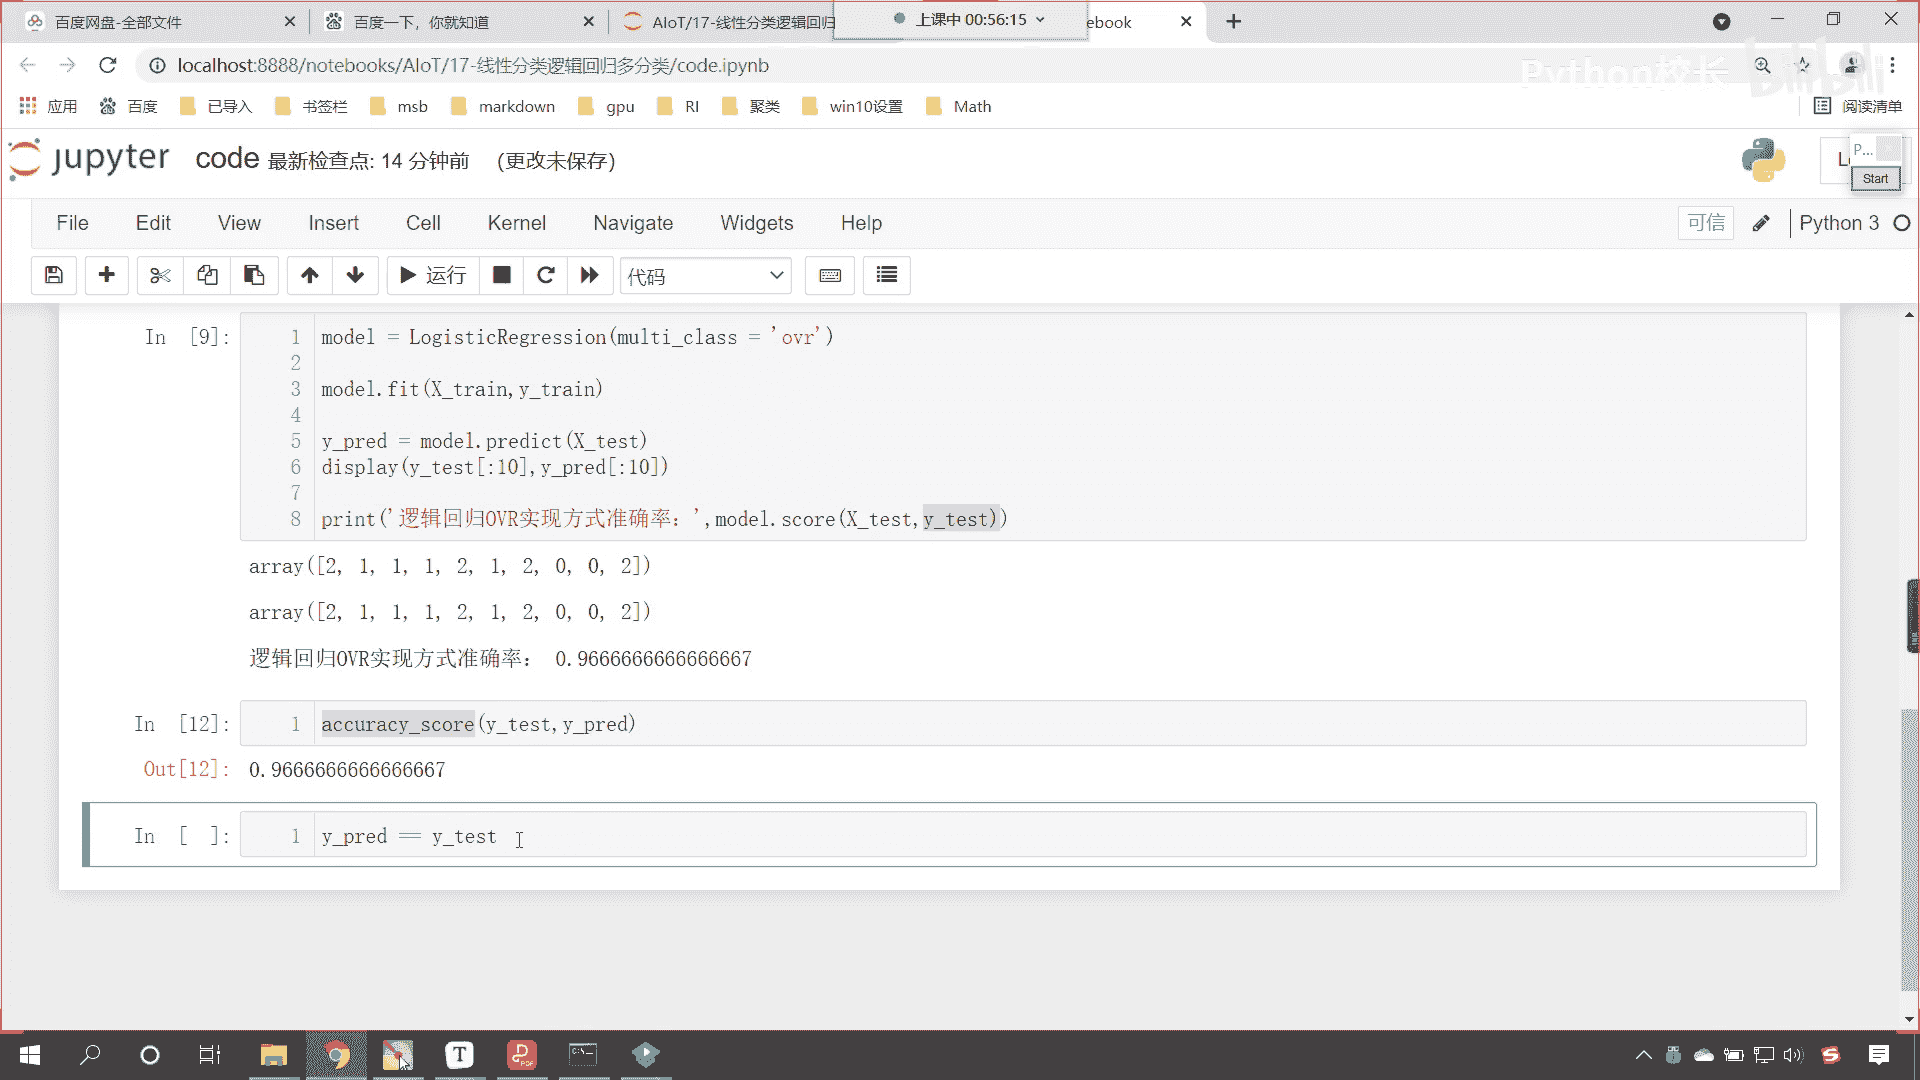 百度网盘-全部文件
百度一下，你就知道
AIoT/17-线性分类逻辑回归
上课中 00:56:15
ebook
localhost:8888/notebooks/AIoT/17-线性分类逻辑回归多分类/code.ipynb
Python校长
bilibili
应用 百度 已导入 书签栏 msb markdown gpu RI 聚类 win10设置 Math 阅读清单
jupyter code 最新检查点: 14 分钟前 (更改未保存)
P...
Start
File Edit View Insert Cell Kernel Navigate Widgets Help 可信 Python 3
运行 代码
In [9]:
1 model = LogisticRegression(multi_class = 'ovr')
2
3 model.fit(X_train,y_train)
4
5 y_pred = model.predict(X_test)
6 display(y_test[:10],y_pred[:10])
7
8 print('逻辑回归OVR实现方式准确率：',model.score(X_test,y_test))
array([2, 1, 1, 1, 2, 1, 2, 0, 0, 2])
array([2, 1, 1, 1, 2, 1, 2, 0, 0, 2])
逻辑回归OVR实现方式准确率： 0.9666666666666667
In [12]: 1 accuracy_score(y_test,y_pred)
Out[12]: 0.9666666666666667
In [ ]: 1 y_pred == y_test